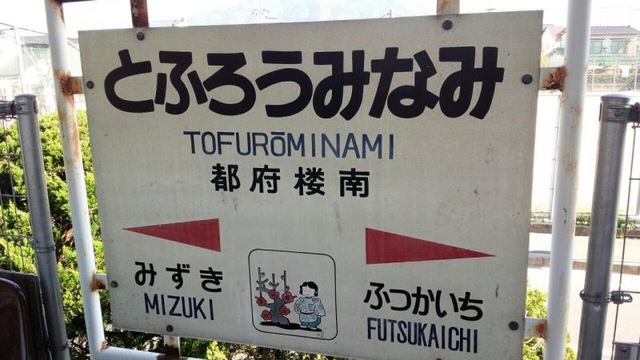 とふろうみなみ
TOFURŌMINAMI
都府楼南
みずき
MIZUKI
ふつかいち
FUTSUKAICHI